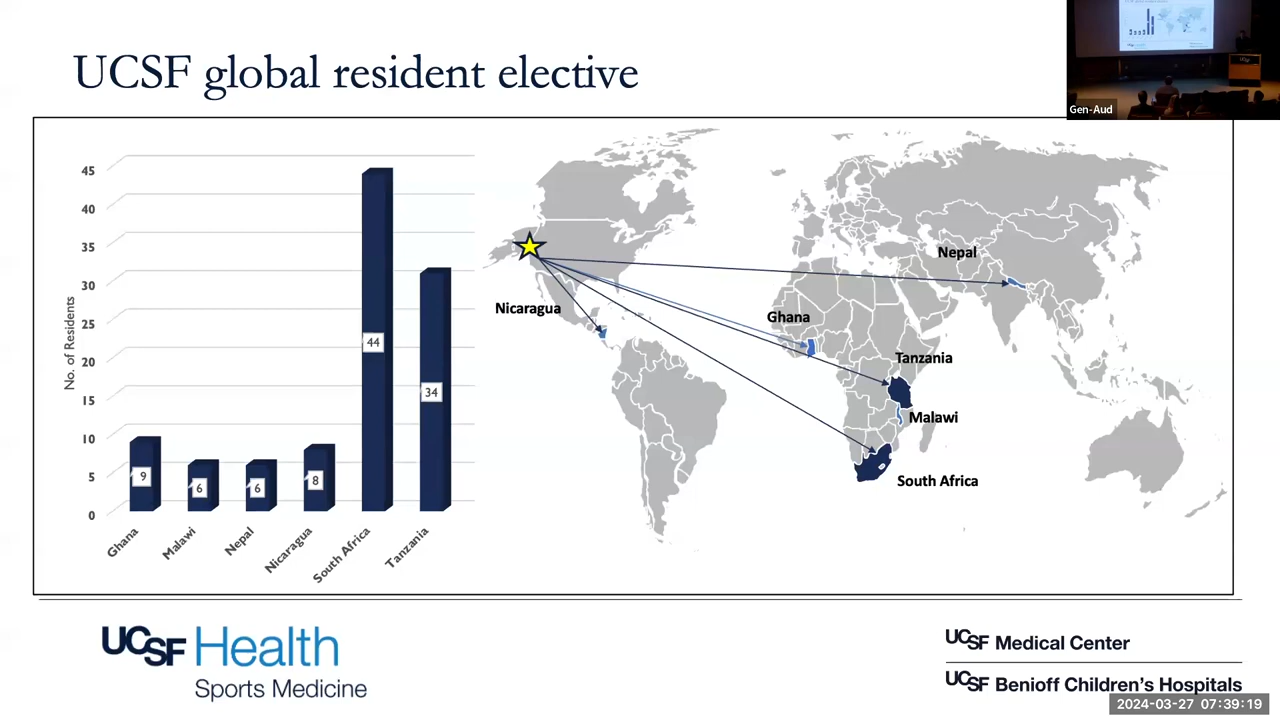 UCSF global resident elective
Gen-Aud
No. of Residents
45
40
35
30
25
20
15
10
5
0
9
6
6
8
44
34
Ghana
Malawi
Nepal
Nicaragua
South Africa
Tanzania
Nepal
Nicaragua
Ghana
Tanzania
Malawi
South Africa
UCSF Health
Sports Medicine
UCSF Medical Center
UCSF Benioff Children's Hospitals
2024-03-27 07:39:19